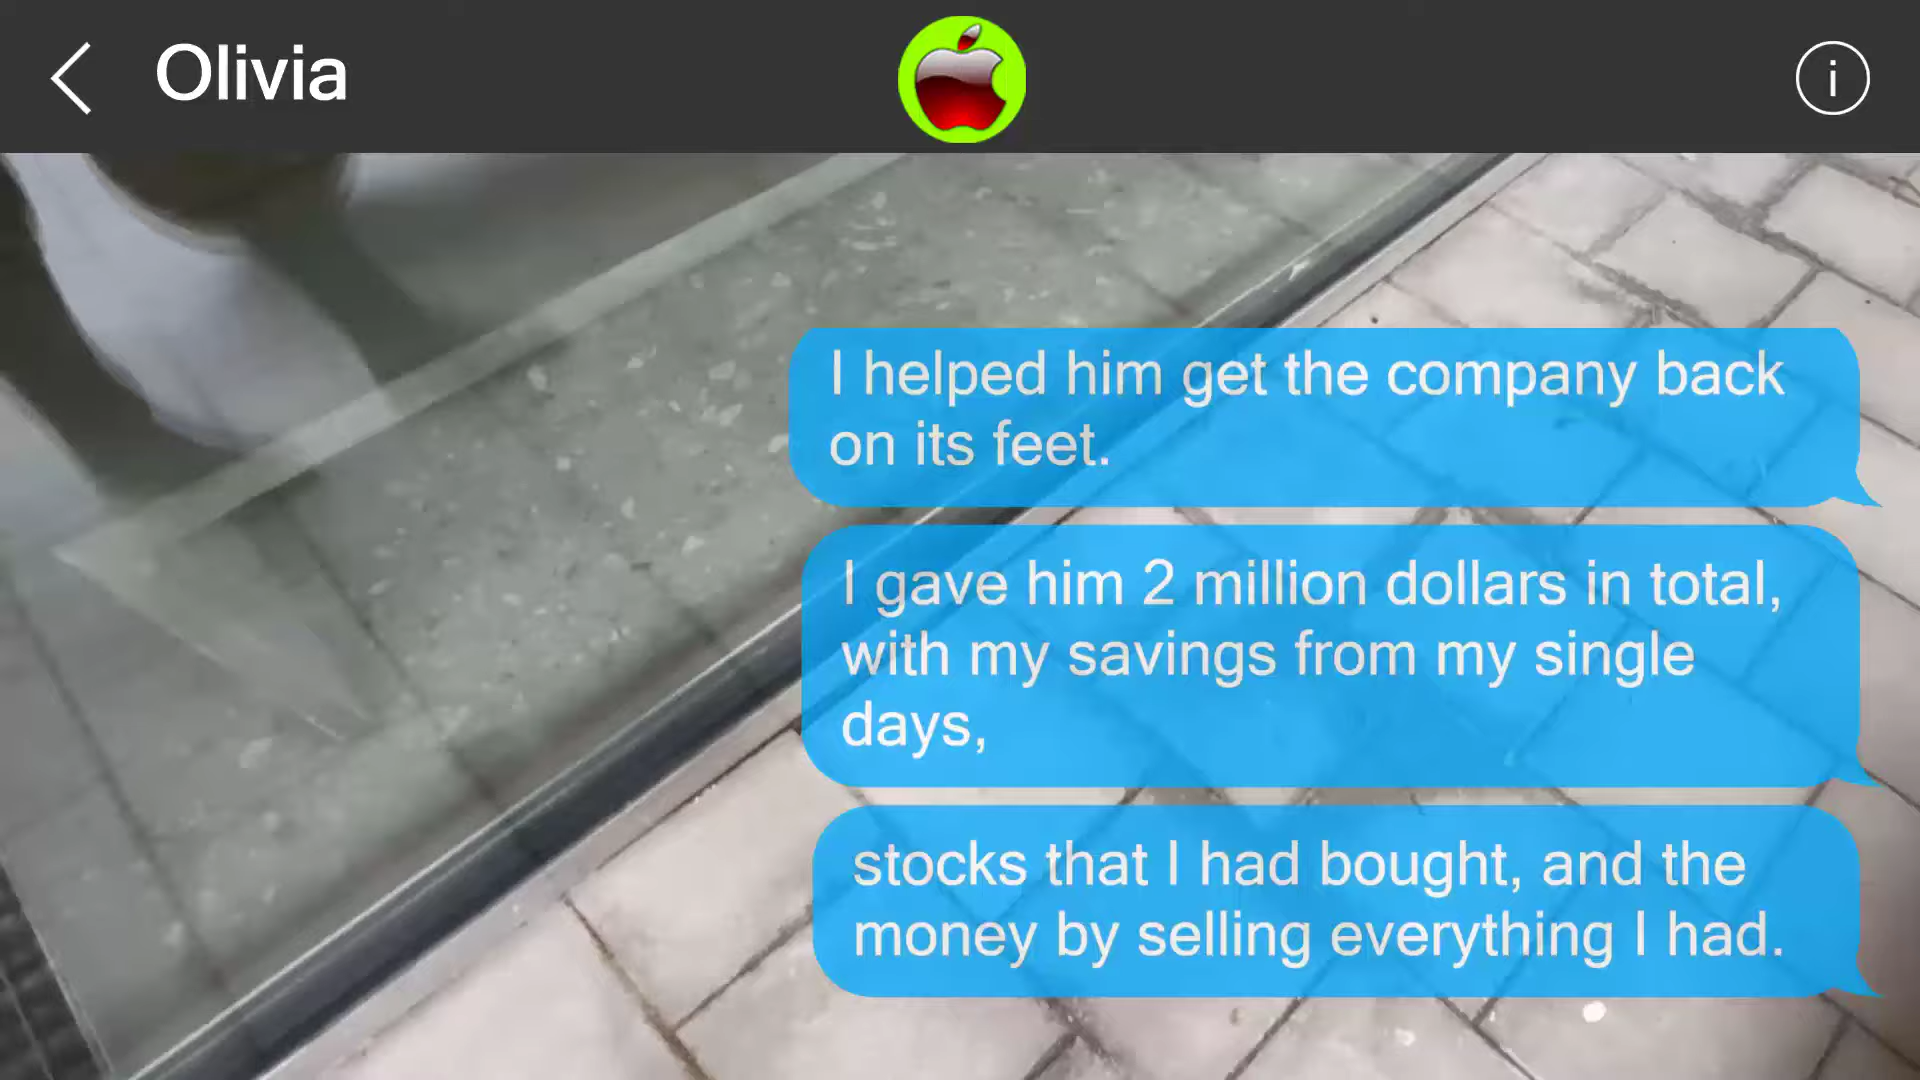 Olivia
i
I helped him get the company back
on its feet.
I gave him 2 million dollars in total,
with my savings from my single
days,
stocks that I had bought, and the
money by selling everything I had.